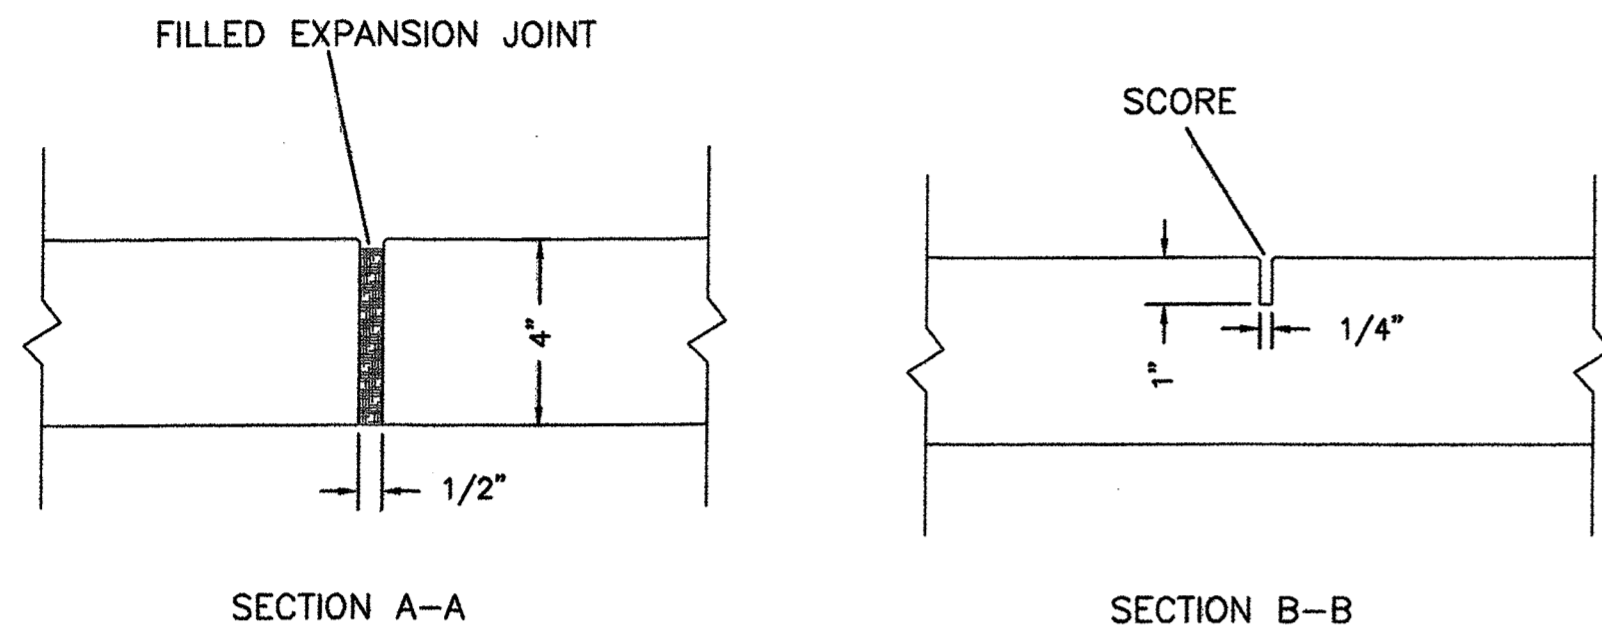 FILLED EXPANSION JOINT
4"
1/2"
SECTION A-A
SCORE
1"
1/4"
SECTION B-B